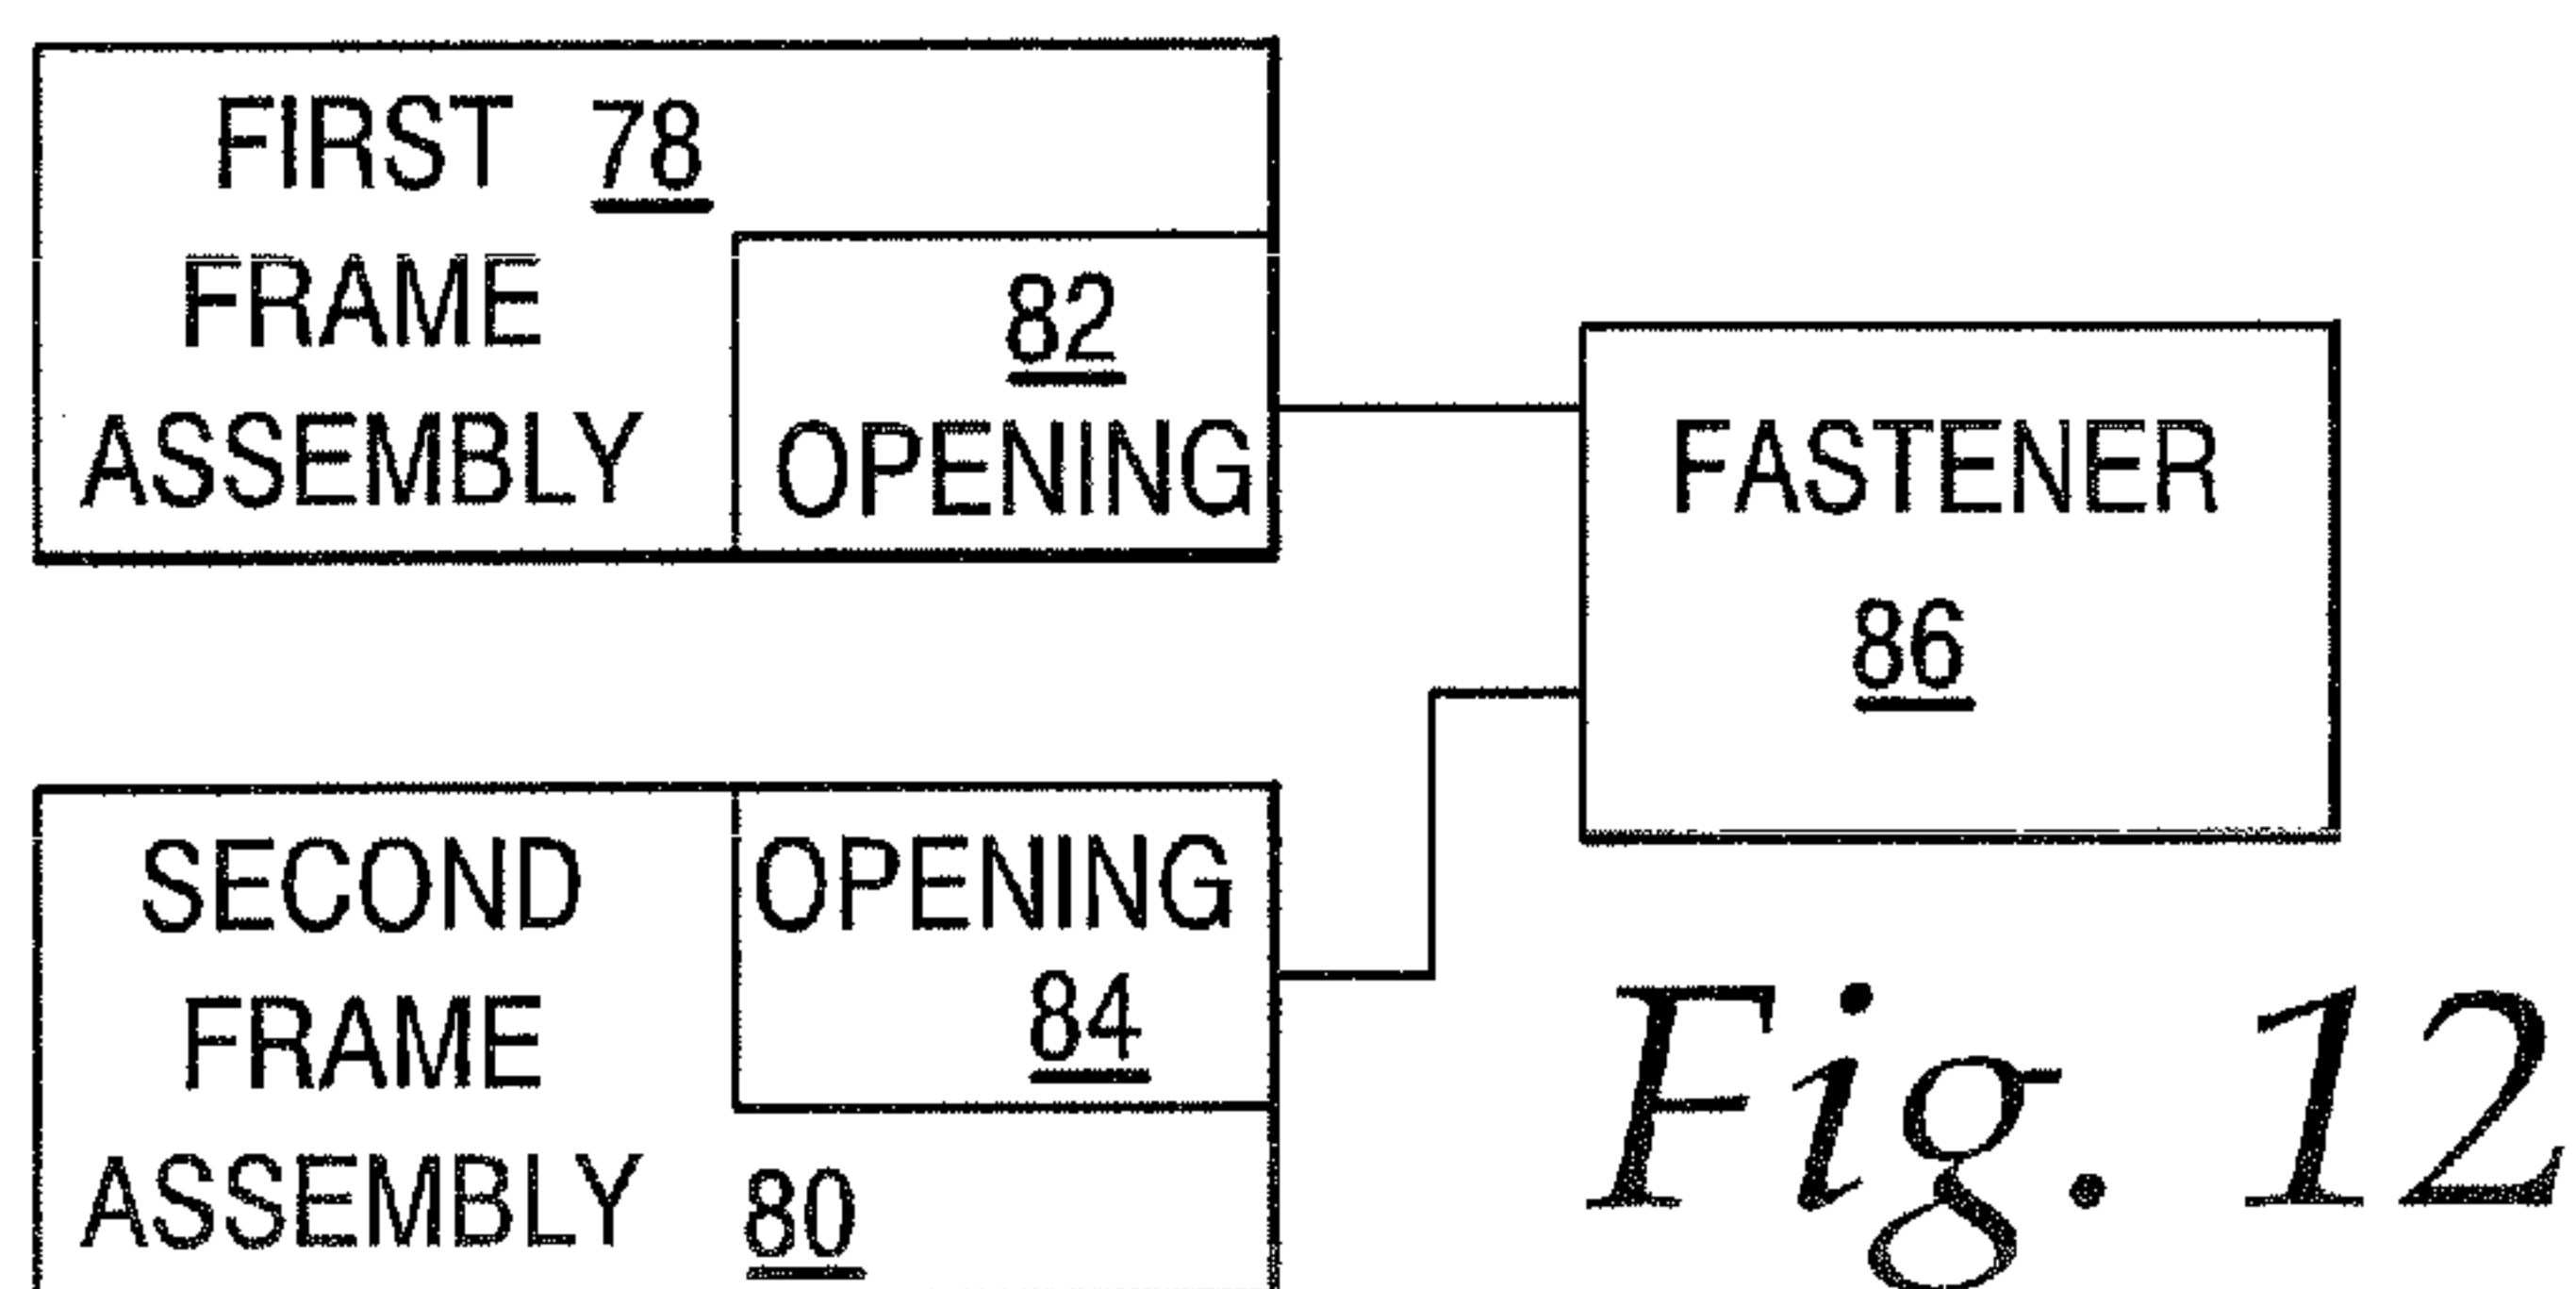 FIRST 78
FRAME
ASSEMBLY
82
OPENING
FASTENER
86
SECOND
FRAME
ASSEMBLY 80
OPENING
84
Fig. 12